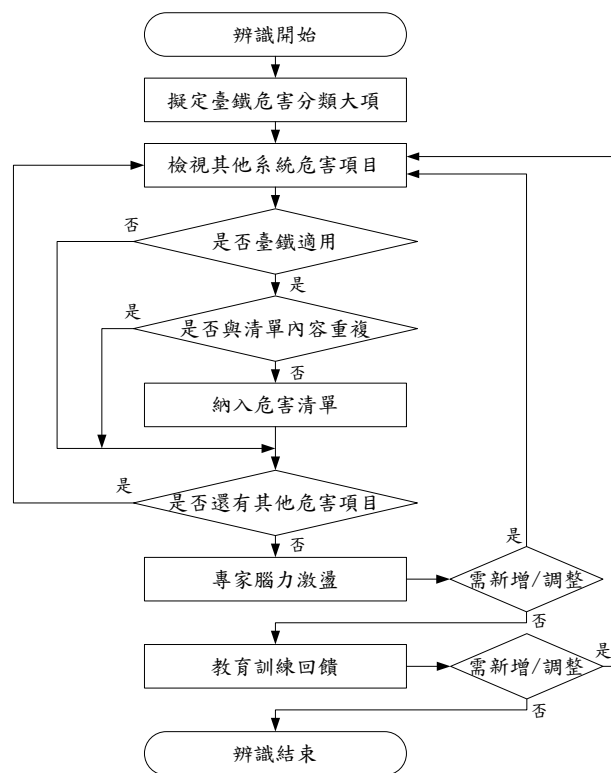 辨識開始
擬定臺鐵危害分類大項
檢視其他系統危害項目
否
是否臺鐵適用
是
是
是否與清單內容重複
否
納入危害清單
是
是否還有其他危害項目
否
是
專家腦力激盪
需新增/調整
否
教育訓練回饋
需新增/調整
是
否
辨識結束